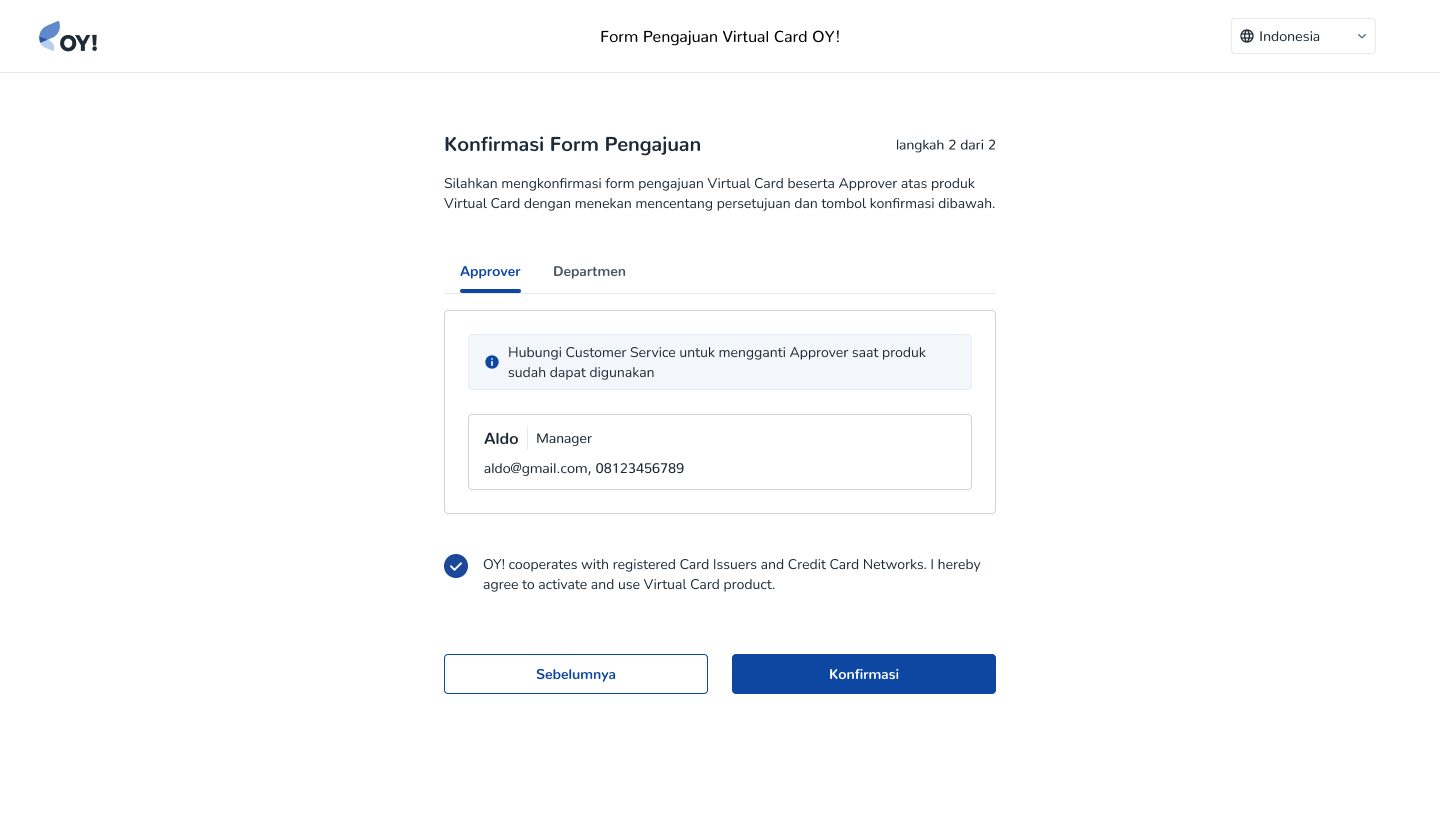 OY!
Form Pengajuan Virtual Card OY!
Indonesia
Konfirmasi Form Pengajuan
langkah 2 dari 2
Silahkan mengkonfirmasi form pengajuan Virtual Card beserta Approver atas produk
Virtual Card dengan menekan mencentang persetujuan dan tombol konfirmasi dibawah.
Approver
Departmen
Hubungi Customer Service untuk mengganti Approver saat produk
sudah dapat digunakan
Aldo
Manager
aldo@gmail.com, 08123456789
OY! cooperates with registered Card Issuers and Credit Card Networks. I hereby
agree to activate and use Virtual Card product.
Sebelumnya
Konfirmasi